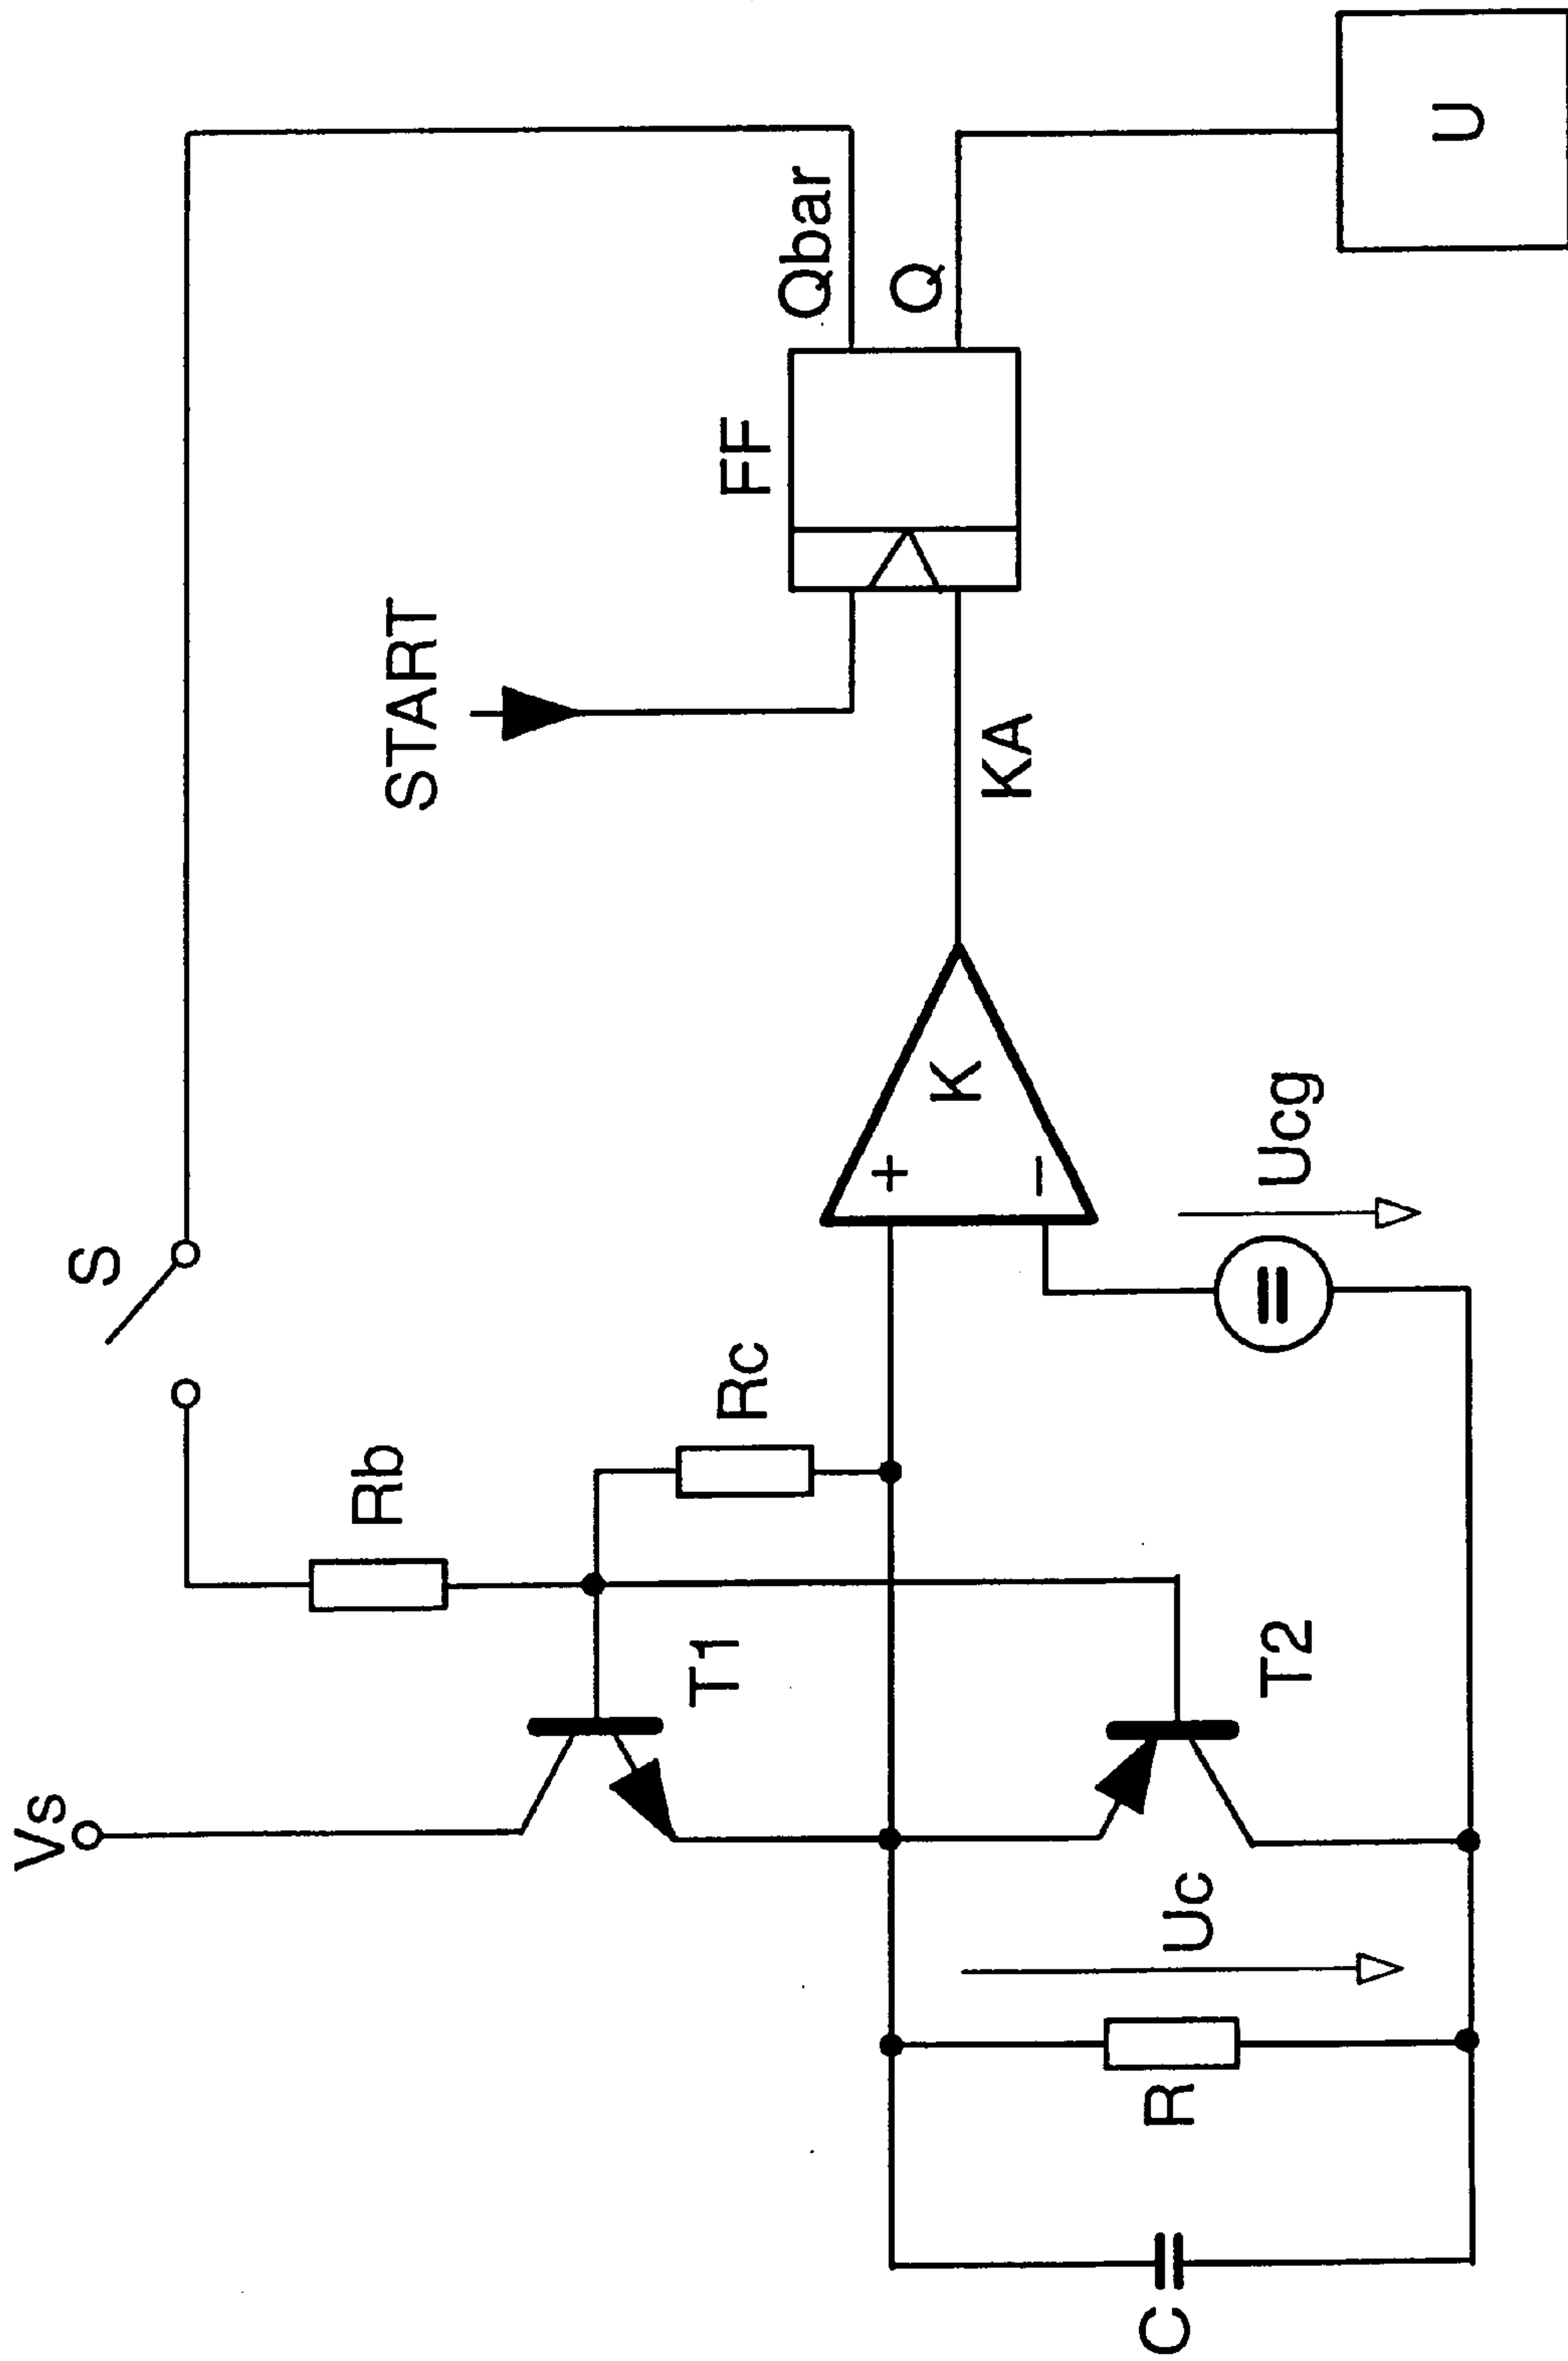 Vs
S
Rb
Rc
START
FF
Qbar
Q
T1
K
+
−
KA
T2
Uc
Ucg
R
C
U